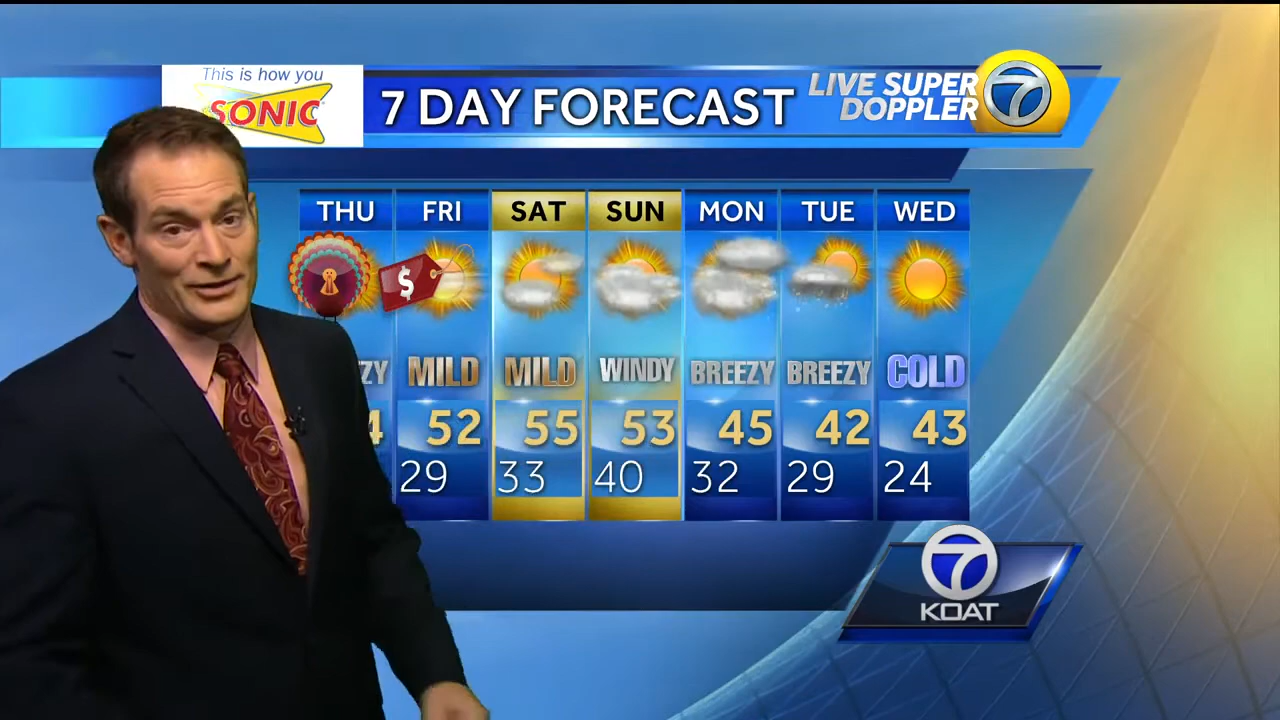 This is how you
SONIC
7 DAY FORECAST
LIVE SUPER
DOPPLER
7
THU FRI SAT SUN MON TUE WED
$
MILD MILD WINDY BREEZY BREEZY COLD
52 55 53 45 42 43
29 33 40 32 29 24
7
KOAT